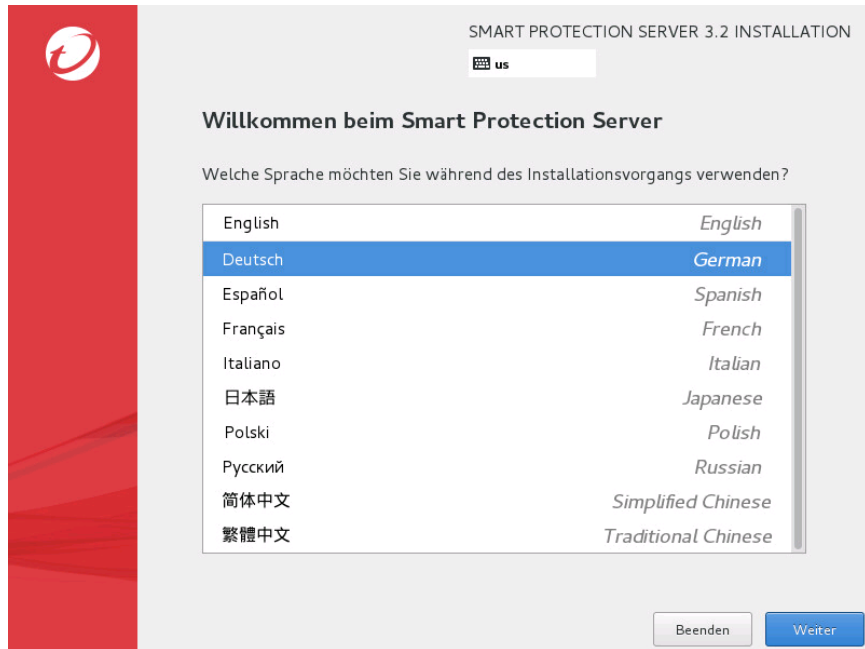 SMART PROTECTION SERVER 3.2 INSTALLATION
us
Willkommen beim Smart Protection Server
Welche Sprache möchten Sie während des Installationsvorgangs verwenden?
English English
Deutsch German
Español Spanish
Français French
Italiano Italian
日本語 Japanese
Polski Polish
Русский Russian
简体中文 Simplified Chinese
繁體中文 Traditional Chinese
Beenden Weiter